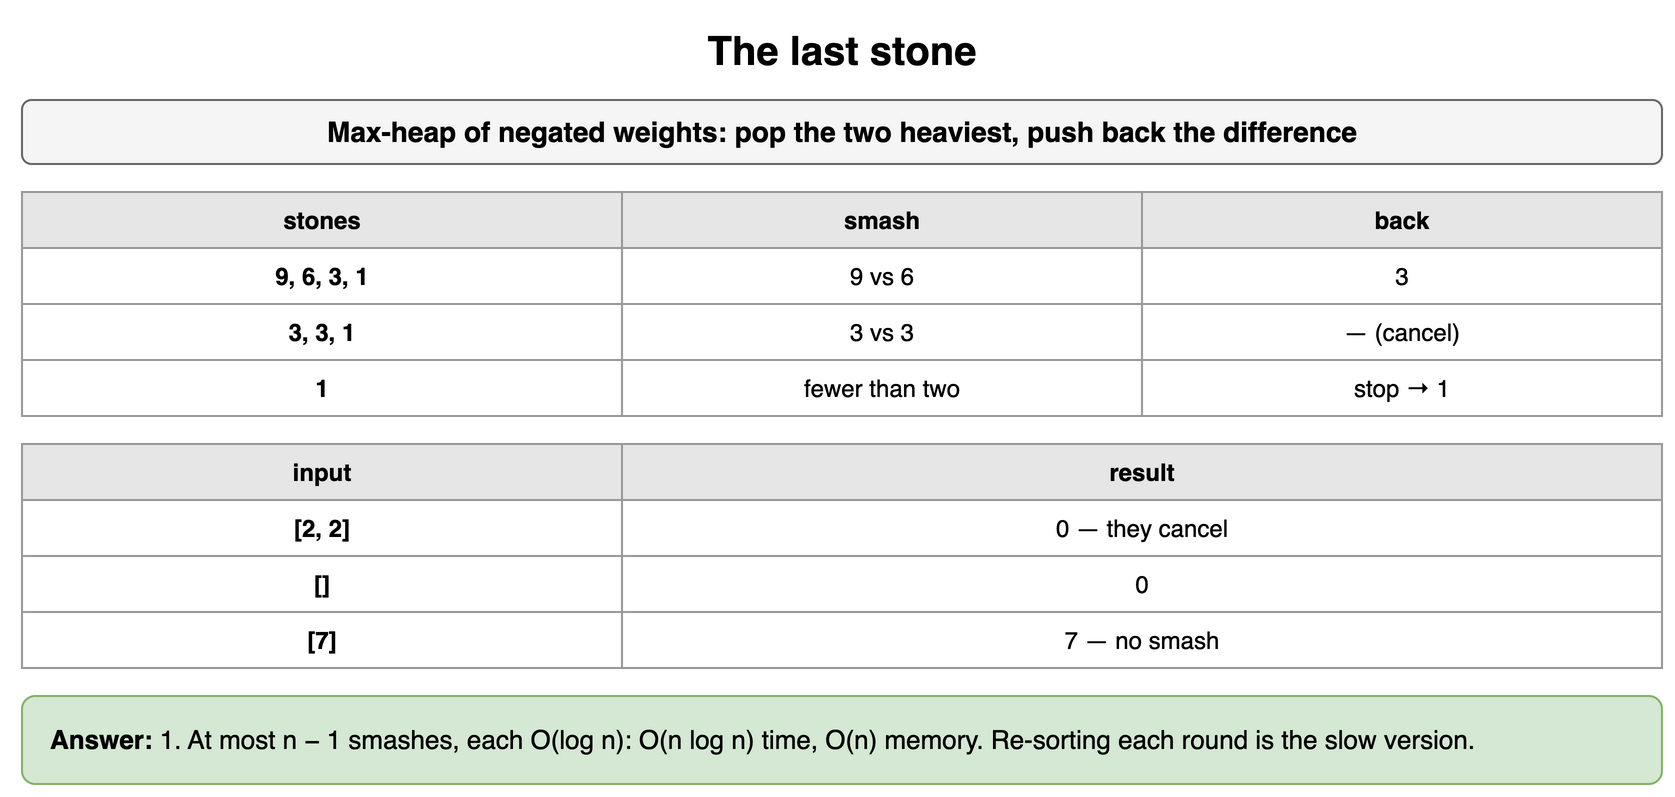 The last stone
Max-heap of negated weights: pop the two heaviest, push back the difference
stones smash back
9, 6, 3, 1 9 vs 6 3
3, 3, 1 3 vs 3 — (cancel)
1 fewer than two stop → 1
input result
[2, 2] 0 — they cancel
[] 0
[7] 7 — no smash
Answer: 1. At most n – 1 smashes, each O(log n): O(n log n) time, O(n) memory. Re-sorting each round is the slow version.